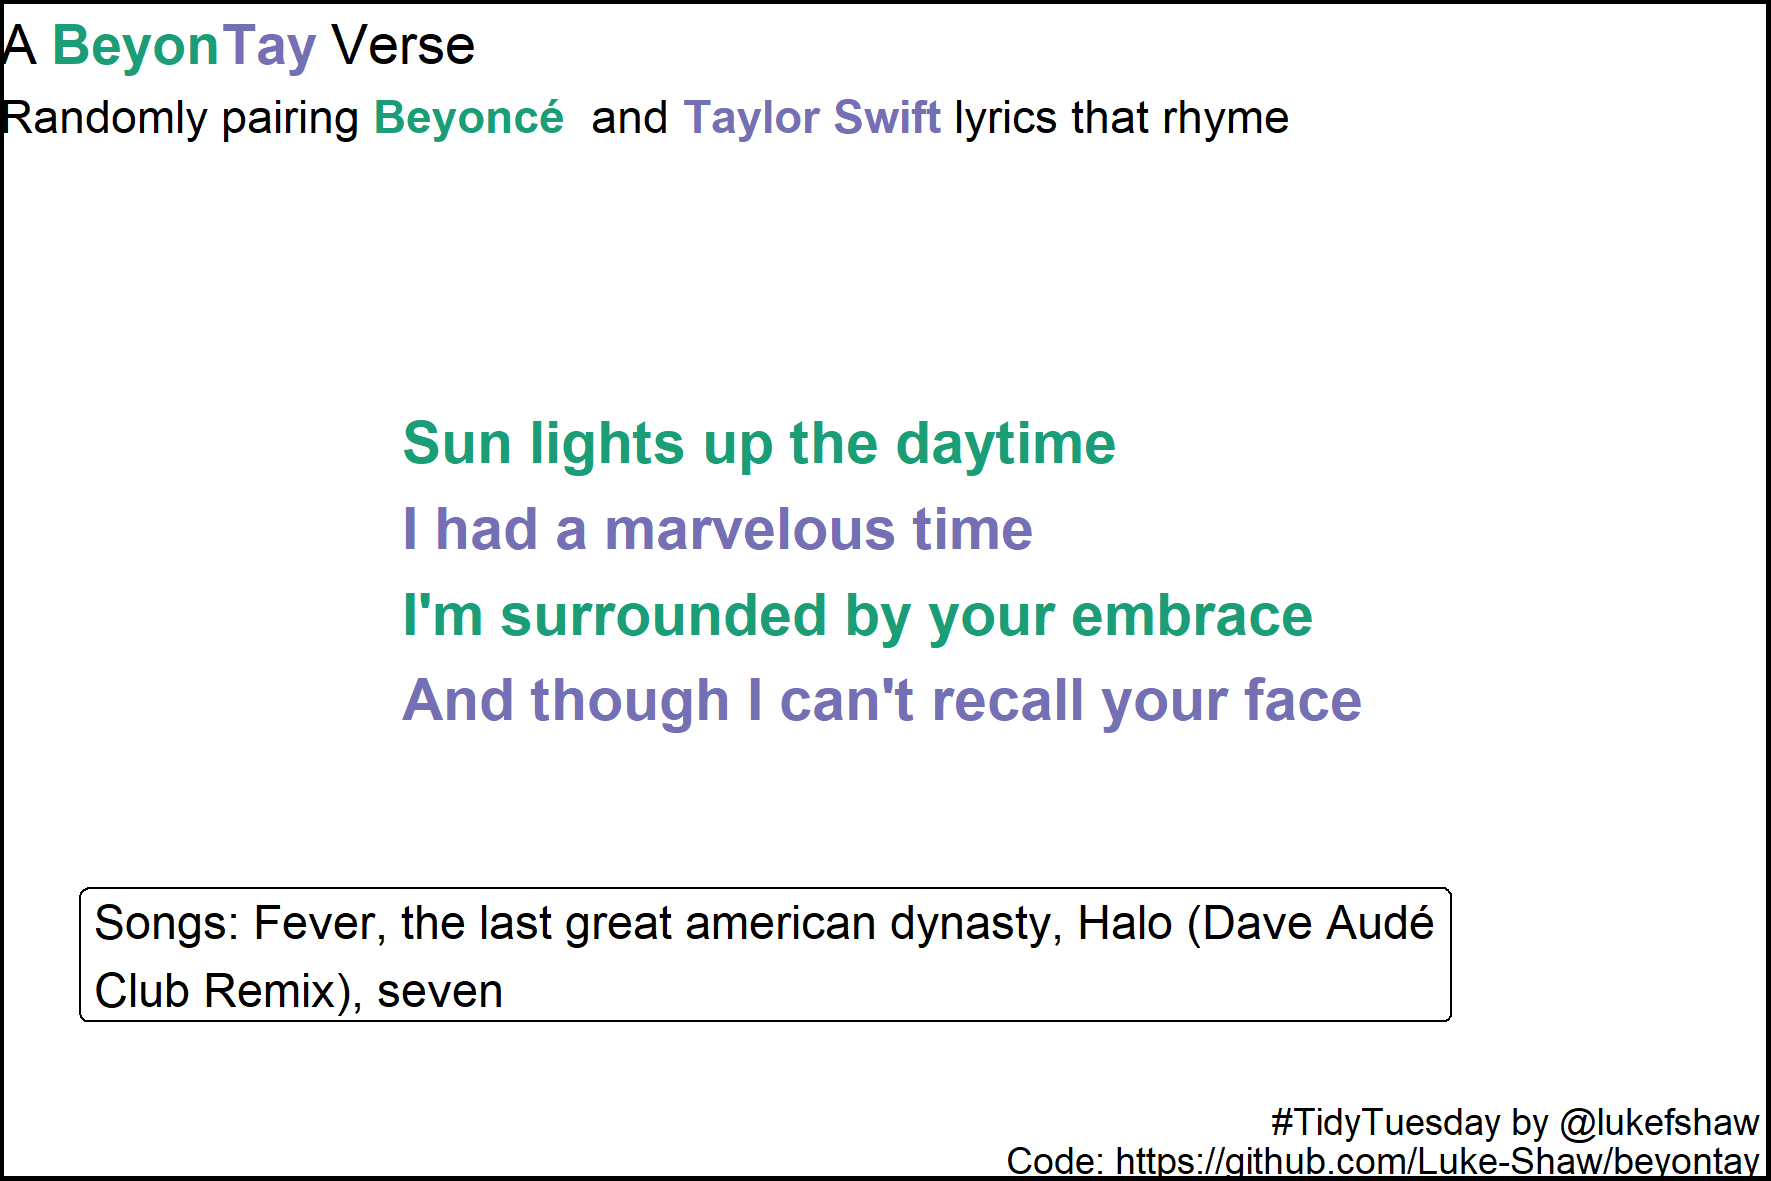 A BeyonTay Verse
Randomly pairing Beyoncé and Taylor Swift lyrics that rhyme
Sun lights up the daytime
I had a marvelous time
I'm surrounded by your embrace
And though I can't recall your face
Songs: Fever, the last great american dynasty, Halo (Dave Audé
Club Remix), seven
#TidyTuesday by @lukefshaw
Code: https://github.com/Luke-Shaw/beyontay